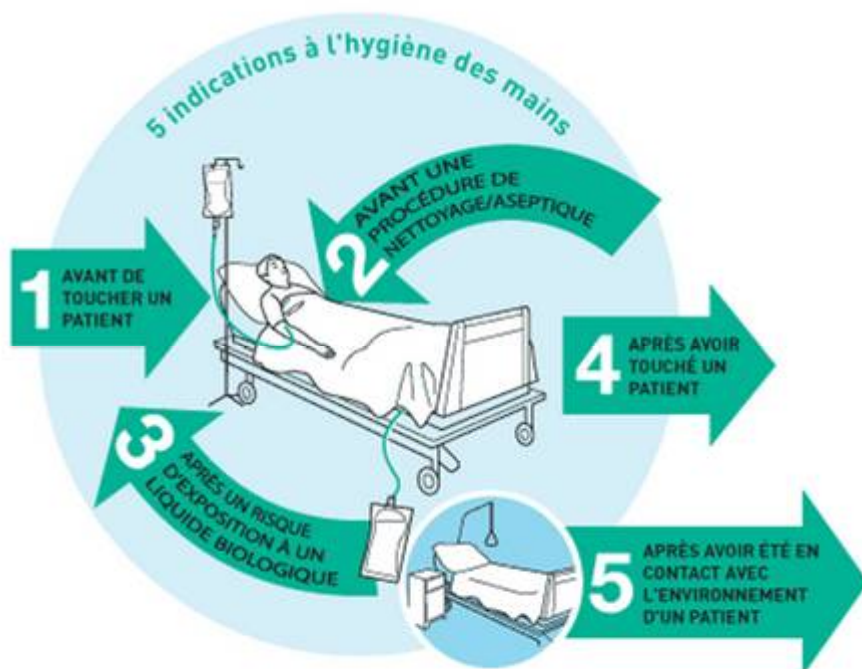 5 indications à l'hygiène des mains
1
AVANT DE
TOUCHER UN
PATIENT
2
AVANT UNE
PROCÉDURE DE
NETTOYAGE/ASEPTIQUE
3
APRÈS UN RISQUE
D'EXPOSITION À UN
LIQUIDE BIOLOGIQUE
4
APRÈS AVOIR
TOUCHÉ UN
PATIENT
5
APRÈS AVOIR ÉTÉ EN
CONTACT AVEC
L'ENVIRONNEMENT
D'UN PATIENT